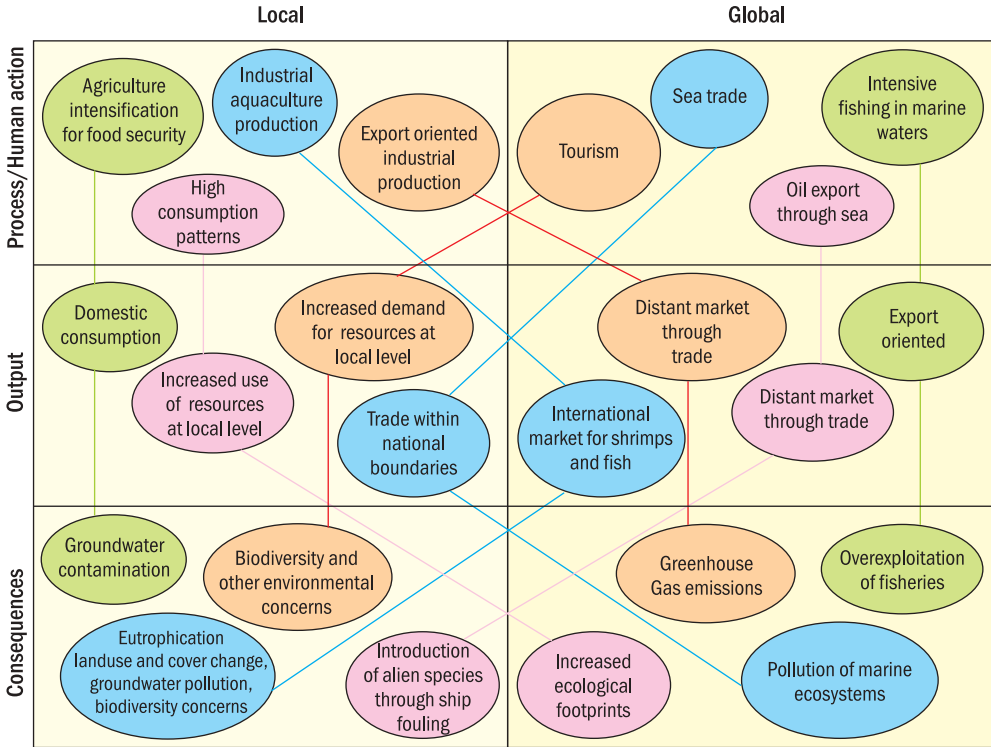 Local
Global
Process/Human action
Agriculture
intensification
for food security
Industrial
aquaculture
production
Export oriented
industrial
production
High
consumption
patterns
Tourism
Sea trade
Intensive
fishing in marine
waters
Oil export
through sea
Output
Domestic
consumption
Increased demand
for resources at
local level
Increased use
of resources
at local level
Trade within
national
boundaries
Distant market
through
trade
Export
oriented
International
market for shrimps
and fish
Distant market
through trade
Consequences
Groundwater
contamination
Biodiversity and
other environmental
concerns
Eutrophication
landuse and cover change,
groundwater pollution,
biodiversity concerns
Introduction
of alien species
through ship
fouling
Greenhouse
Gas emissions
Overexploitation
of fisheries
Increased
ecological
footprints
Pollution of marine
ecosystems